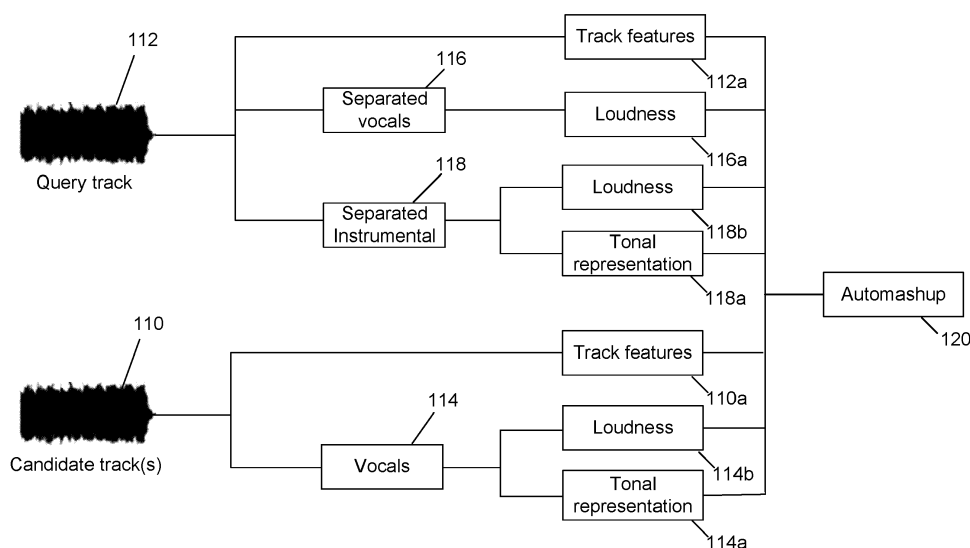 112
Query track
116
Separated
vocals
118
Separated
Instrumental
Track features
112a
Loudness
116a
Loudness
118b
Tonal
representation
118a
Automashup
120
110
Candidate track(s)
114
Vocals
Track features
110a
Loudness
114b
Tonal
representation
114a